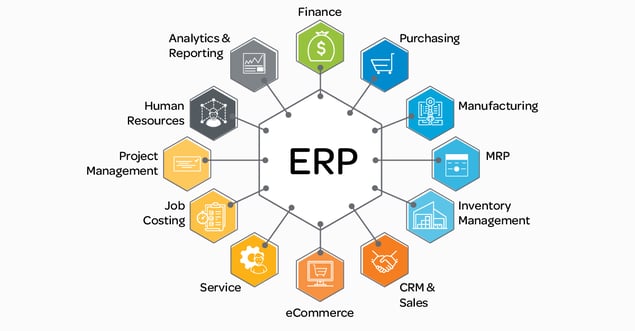 Finance
Analytics &
Reporting
Purchasing
Human
Resources
Manufacturing
Project
Management
ERP
MRP
Job
Costing
Inventory
Management
Service
eCommerce
CRM &
Sales
$